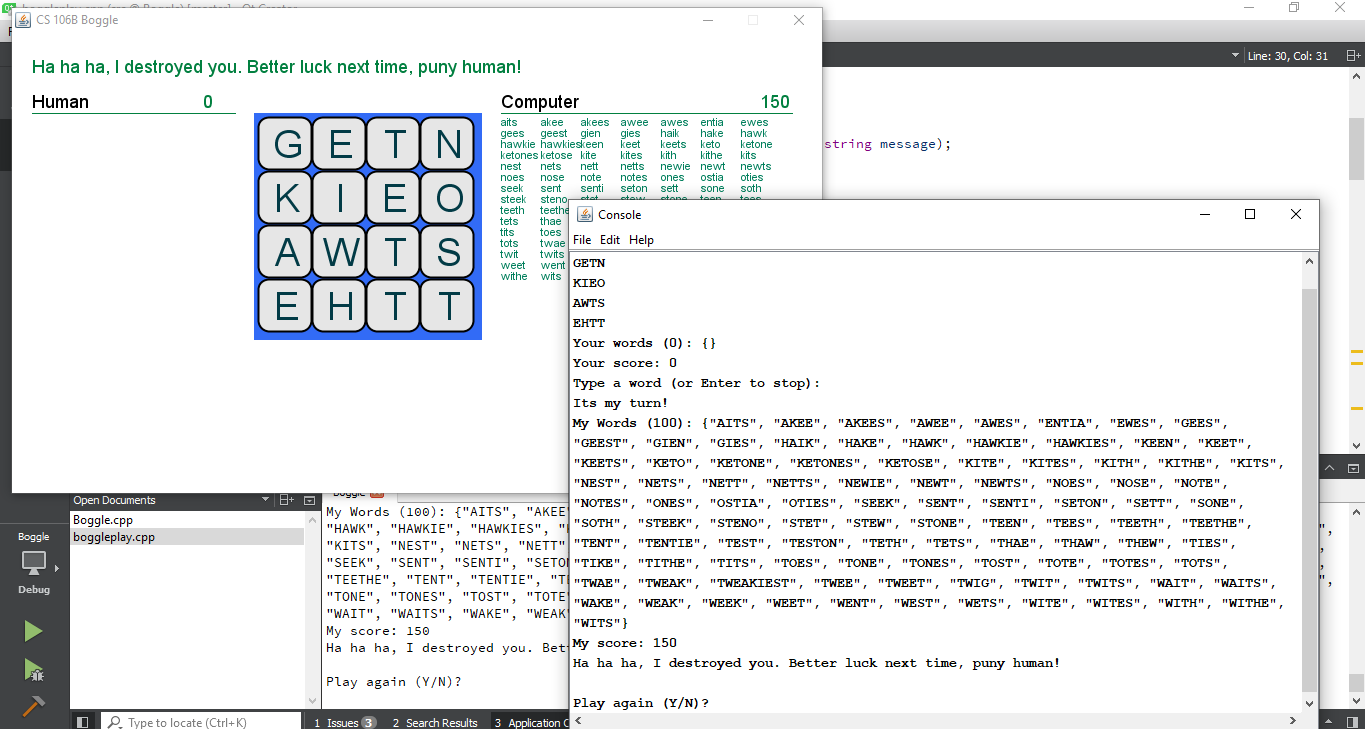 CS 106B Boggle
Line: 30, Col: 31
Ha ha ha, I destroyed you. Better luck next time, puny human!
Human 0
Computer 150
string message);
G E T N
K I E O
A W T S
E H T T
aits akee akees awee awes entia ewes
gees geest gien gies haik hake hawk
hawkie hawkies keen keet keets keto ketone
ketones ketose kite kites kith kithe kits
nest nets nett netts newie newt newts
noes nose note notes ones ostia oties
seek sent senti seton sett sone soth
steek steno
teeth teethe
tets thae
tits toes
tots twae
twit twits
weet went
withe wits
Console
File Edit Help
GETN
KIEO
AWTS
EHTT
Your words (0): {}
Your score: 0
Type a word (or Enter to stop):
Its my turn!
My Words (100): {"AITS", "AKEE", "AKEES", "AWEE", "AWES", "ENTIA", "EWES", "GEES",
"GEEST", "GIEN", "GIES", "HAIK", "HAKE", "HAWK", "HAWKIE", "HAWKIES", "KEEN", "KEET",
"KEETS", "KETO", "KETONE", "KETONES", "KETOSE", "KITE", "KITES", "KITH", "KITHE", "KITS",
"NEST", "NETS", "NETT", "NETTS", "NEWIE", "NEWT", "NEWTS", "NOES", "NOSE", "NOTE",
"NOTES", "ONES", "OSTIA", "OTIES", "SEEK", "SENT", "SENTI", "SETON", "SETT", "SONE",
"SOTH", "STEEK", "STENO", "STET", "STEW", "STONE", "TEEN", "TEES", "TEETH", "TEETHE",
"TENT", "TENTIE", "TEST", "TESTON", "TETH", "TETS", "THAE", "THAW", "THEW", "TIES",
"TIKE", "TITHE", "TITS", "TOES", "TONE", "TONES", "TOST", "TOTE", "TOTES", "TOTS",
"TWAE", "TWEAK", "TWEAKIEST", "TWEE", "TWEET", "TWIG", "TWIT", "TWITS", "WAIT", "WAITS",
"WAKE", "WEAK", "WEEK", "WEET", "WENT", "WEST", "WETS", "WITE", "WITES", "WITH", "WITHE",
"WITS"}
My score: 150
Ha ha ha, I destroyed you. Better luck next time, puny human!
Play again (Y/N)?
Open Documents
Boggle.cpp
boggleplay.cpp
Boggle
Debug
My Words (100): {"AITS", "AKEE"
"HAWK", "HAWKIE", "HAWKIES",
"KITS", "NEST", "NETS", "NETT"
"SEEK", "SENT", "SENTI",
"TEETHE", "TENT", "TENTIE",
"TONE", "TONES", "TOST", "TOTE"
"WAIT", "WAITS", "WAKE", "WEAK"
My score: 150
Ha ha ha, I destroyed you.
Play again (Y/N)?
Type to locate (Ctrl+K)
1 Issues 3 2 Search Results 3 Application